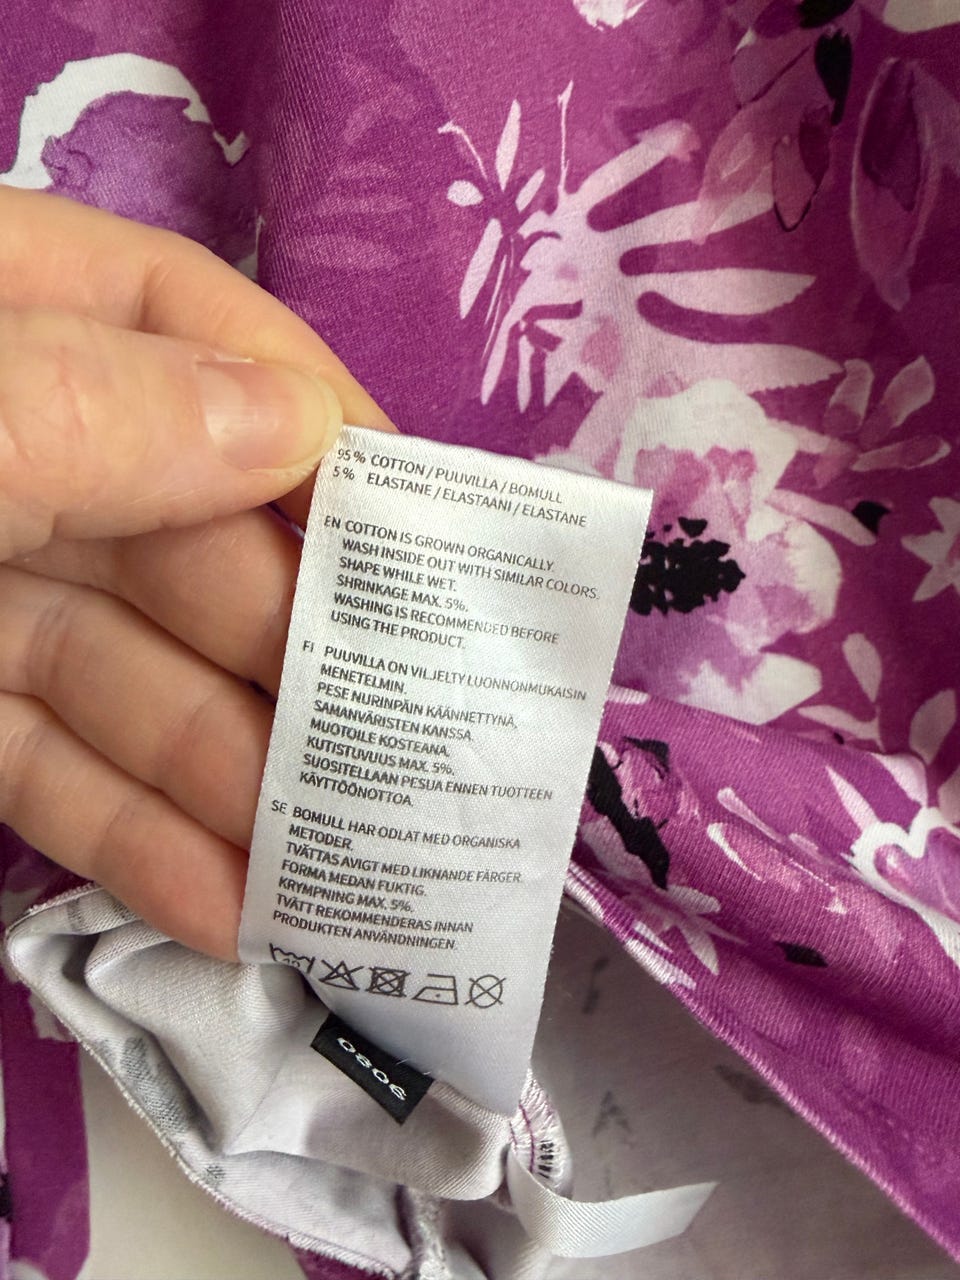 95% COTTON / PUUVILLA / BOMULL
5% ELASTANE / ELASTAANI / ELASTANE
EN COTTON IS GROWN ORGANICALLY.
WASH INSIDE OUT WITH SIMILAR COLORS.
SHAPE WHILE WET.
SHRINKAGE MAX. 5%.
WASHING IS RECOMMENDED BEFORE
USING THE PRODUCT.
FI PUUVILLA ON VILJELTY LUONNONMUKAISIN
MENETELMIN.
PESE NURINPÄIN KÄÄNNETTYNÄ,
SAMANVÄRISTEN KANSSA.
MUOTOILE KOSTEANA.
KUTISTUVUUS MAX. 5%.
SUOSITELLAAN PESUA ENNEN TUOTTEEN
KÄYTTÖÖNOTTOA
SE BOMULL HAR ODLAT MED ORGANISKA
METODER.
TVÄTTAS AVIGT MED LIKNANDE FÄRGER.
FORMA MEDAN FUKTIG.
KRYMPNING MAX. 5%.
TVÄTT REKOMMENDERAS INNAN
PRODUKTEN ANVÄNDNINGEN.
40
0806